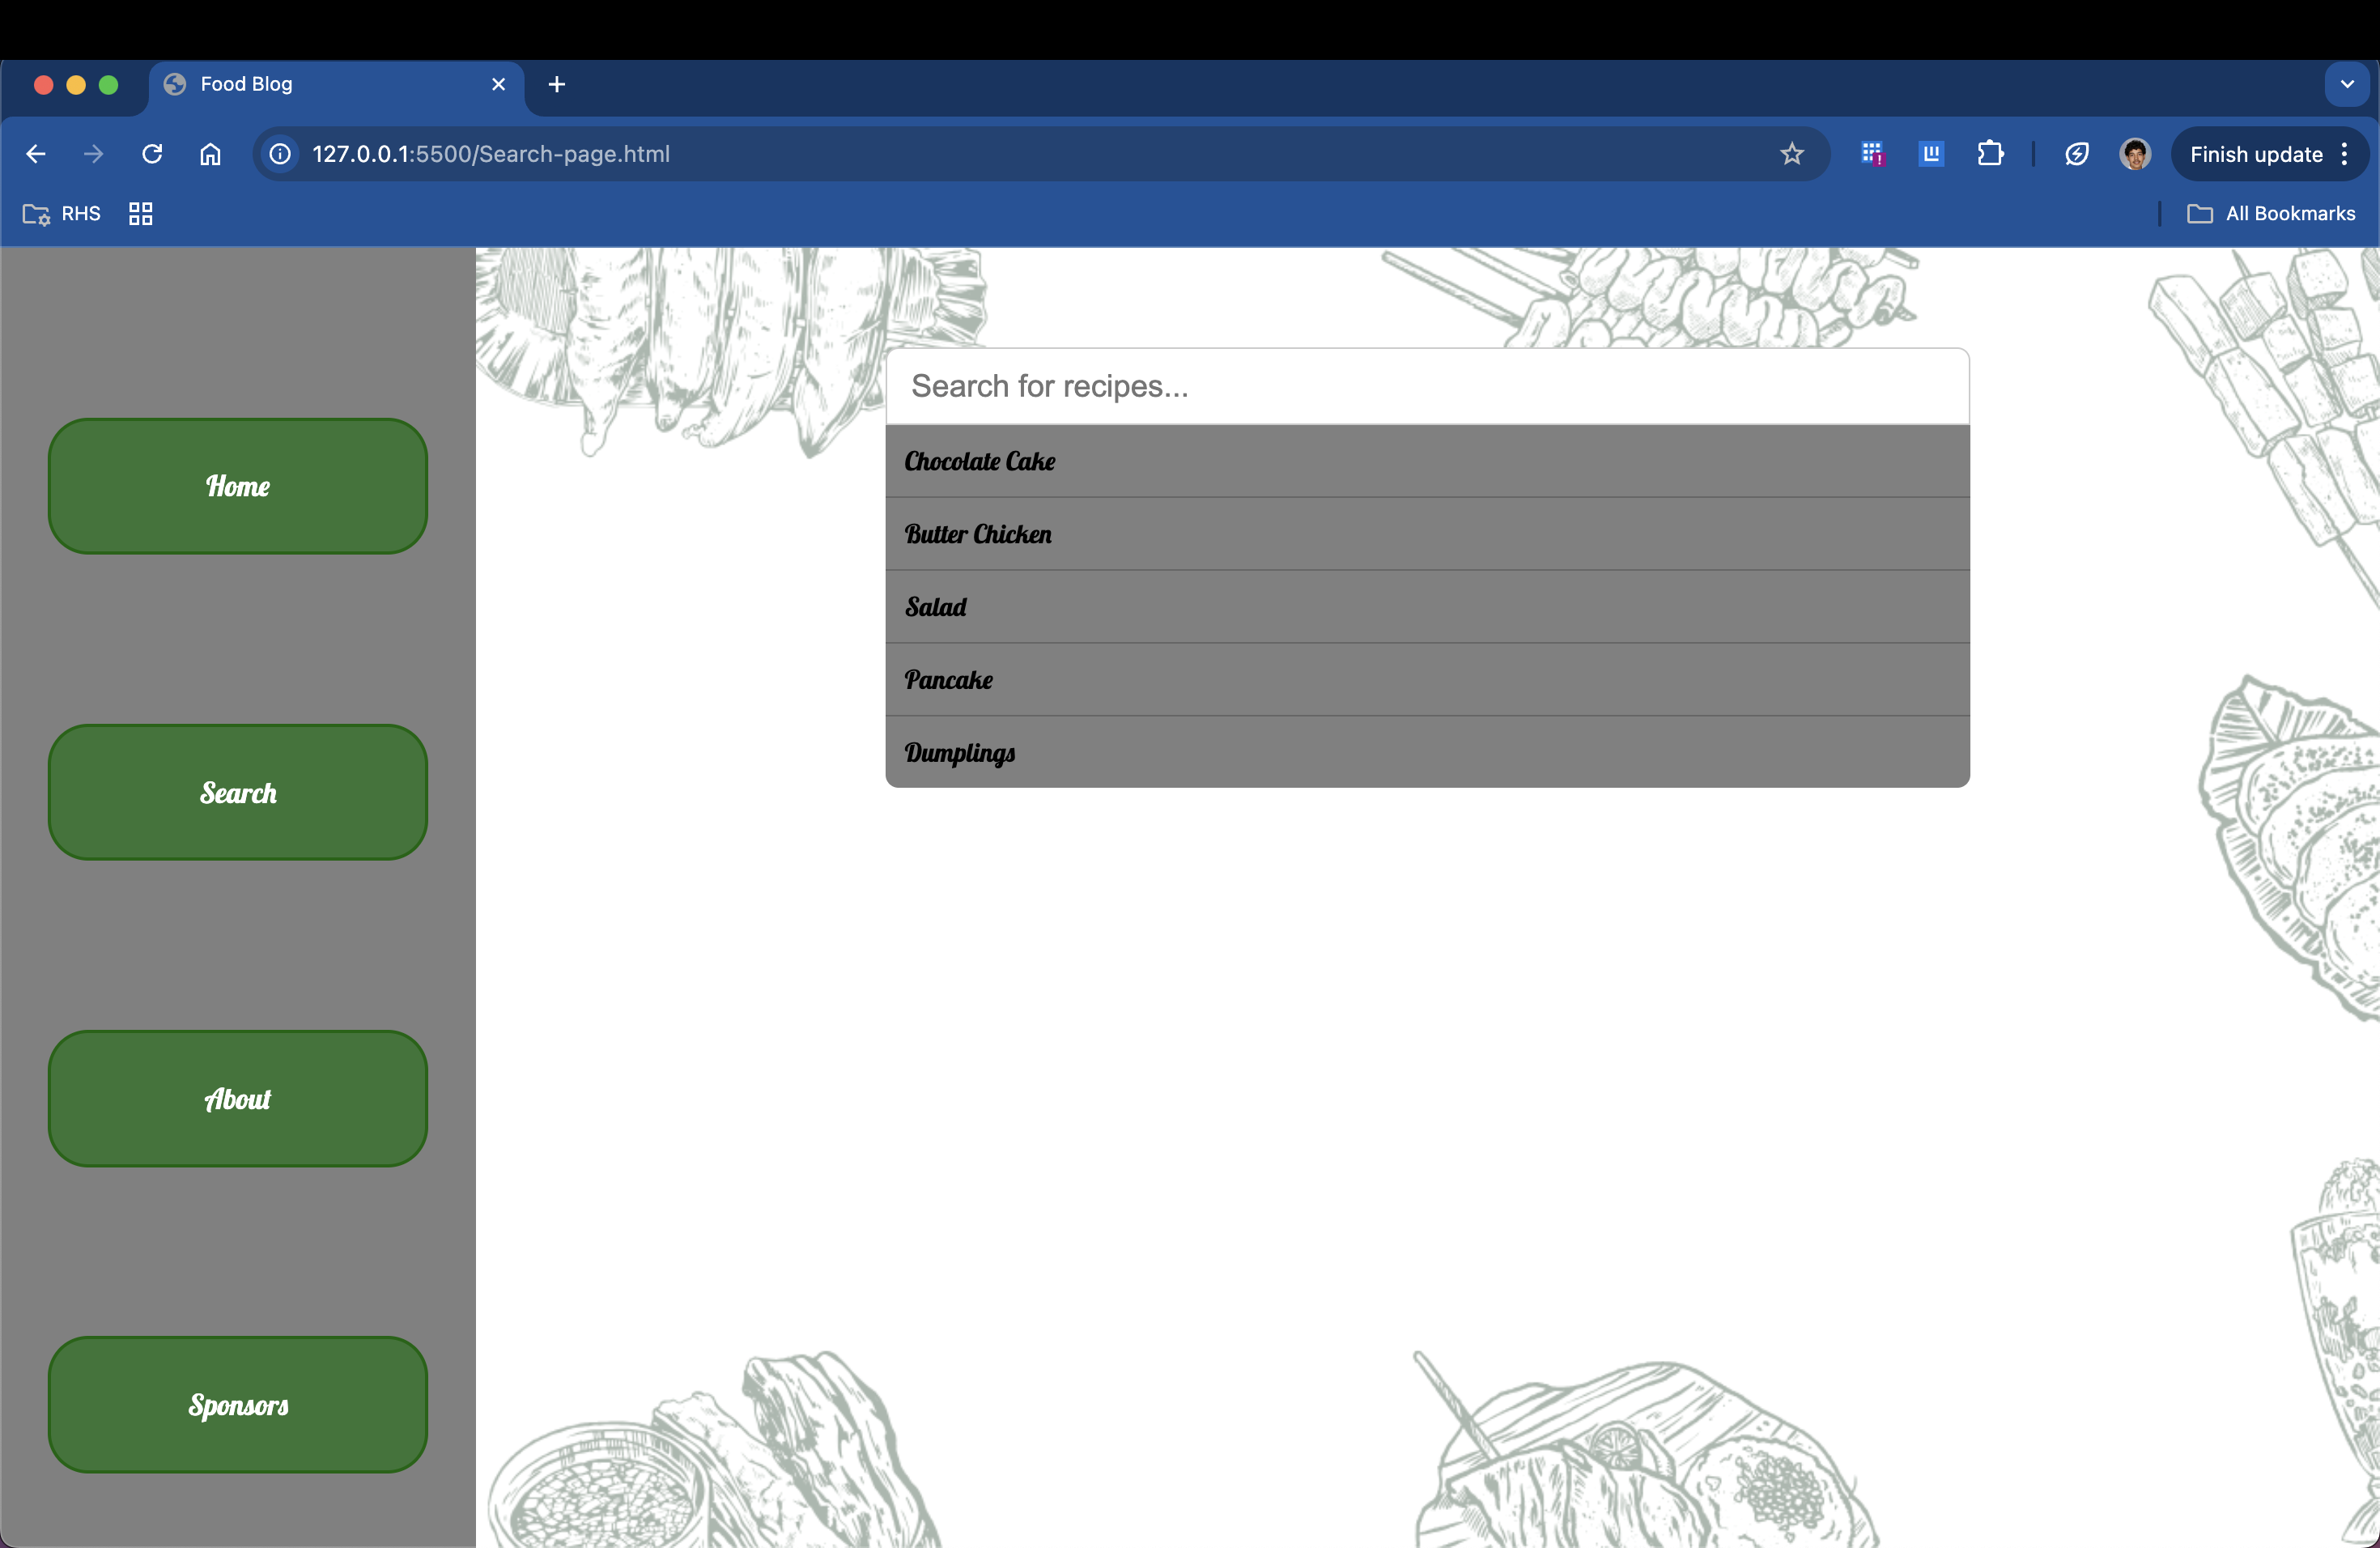 Food Blog
127.0.0.1:5500/Search-page.html
Finish update
RHS
All Bookmarks
Search for recipes...
Chocolate Cake
Butter Chicken
Salad
Pancake
Dumplings
Home
Search
About
Sponsors